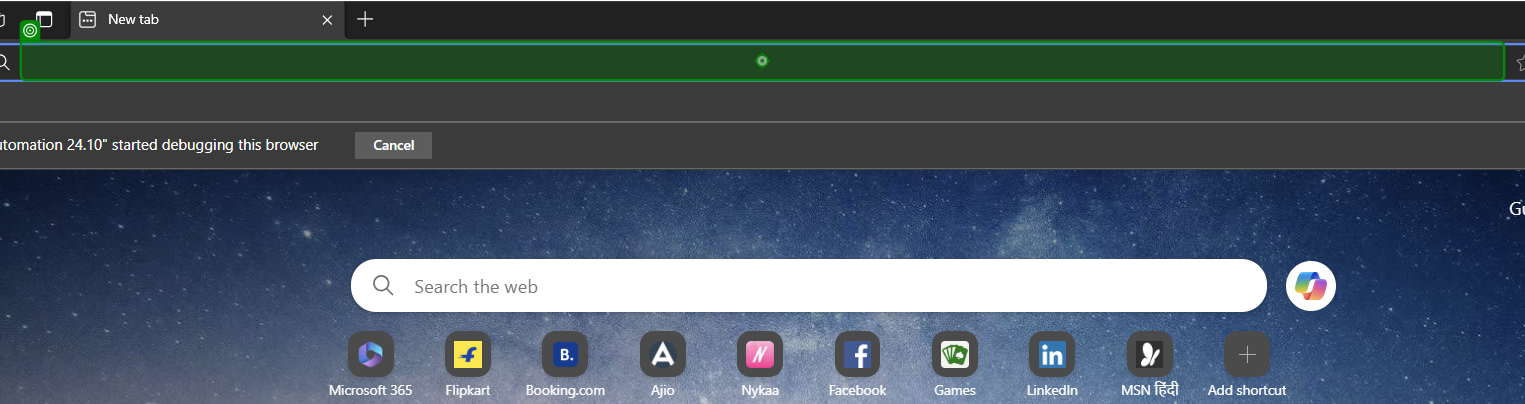 New tab
utomation 24.10" started debugging this browser
Cancel
Gu
Search the web
B.
N
f
in
Microsoft 365
Flipkart
Booking.com
Ajio
Nykaa
Facebook
Games
LinkedIn
MSN हिंदी
Add shortcut